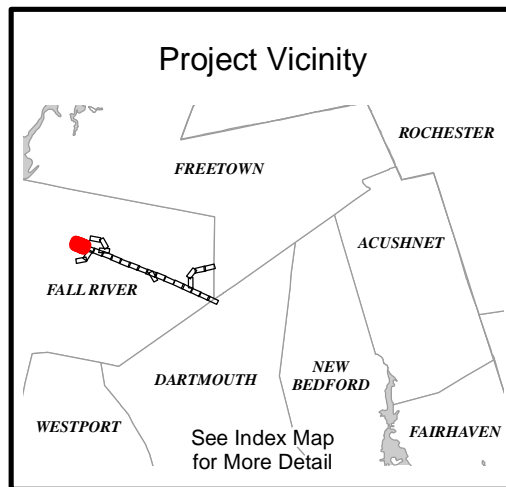 Project Vicinity
ROCHESTER
FREETOWN
ACUSHNET
FALL RIVER
DARTMOUTH
NEW
BEDFORD
WESTPORT
FAIRHAVEN
See Index Map
for More Detail